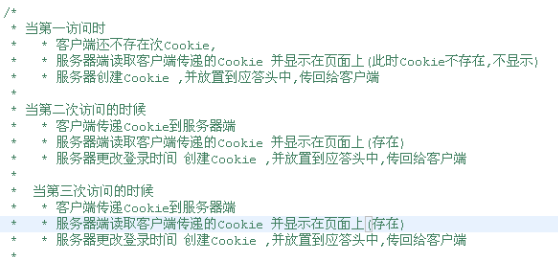 /*
* 当第一访问时
*   * 客户端还不存在次Cookie,
*   * 服务器端读取客户端传递的Cookie 并显示在页面上(此时Cookie不存在,不显示)
*   * 服务器创建Cookie ,并放置到应答头中,传回给客户端
*
* 当第二次访问的时候
*   * 客户端传递Cookie到服务器端
*   * 服务器端读取客户端传递的Cookie 并显示在页面上(存在)
*   * 服务器更改登录时间 创建Cookie ,并放置到应答头中,传回给客户端
*
*  当第三次访问的时候
*   * 客户端传递Cookie到服务器端
*   * 服务器端读取客户端传递的Cookie 并显示在页面上(存在)
*   * 服务器更改登录时间 创建Cookie ,并放置到应答头中,传回给客户端
*